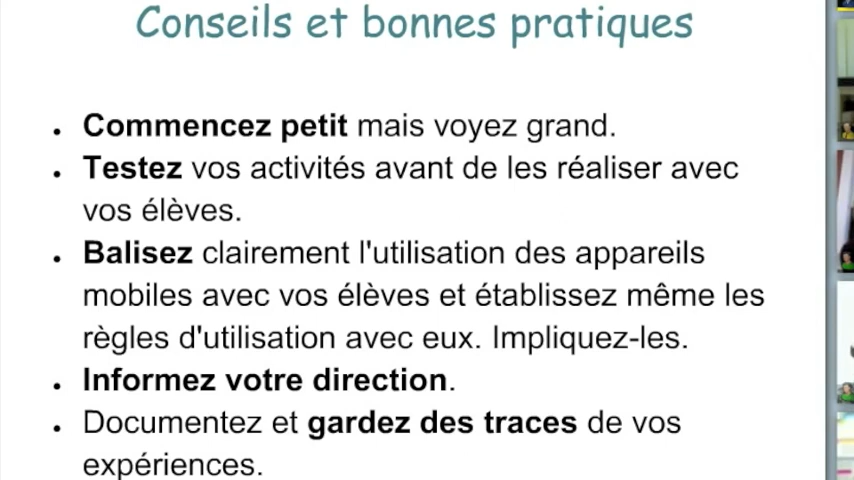 Conseils et bonnes pratiques
• Commencez petit mais voyez grand.
• Testez vos activités avant de les réaliser avec
vos élèves.
• Balisez clairement l'utilisation des appareils
mobiles avec vos élèves et établissez même les
règles d'utilisation avec eux. Impliquez-les.
• Informez votre direction.
• Documentez et gardez des traces de vos
expériences.